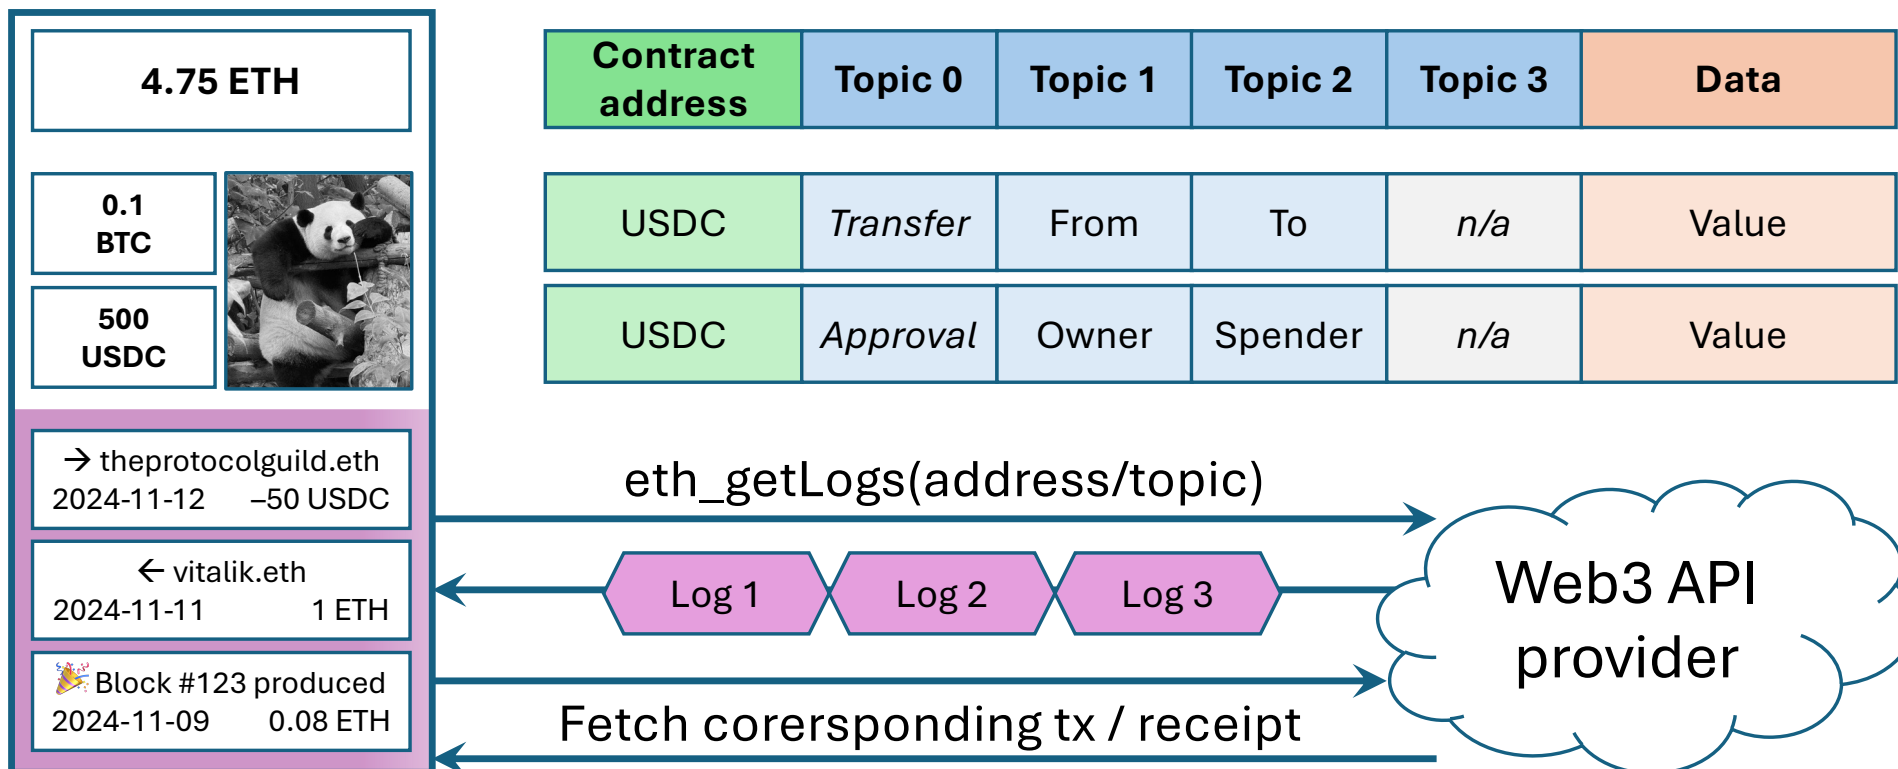 4.75 ETH
0.1
BTC
500
USDC
→ theprotocolguild.eth
2024-11-12 –50 USDC
← vitalik.eth
2024-11-11 1 ETH
🎉 Block #123 produced
2024-11-09 0.08 ETH
Contract
address
Topic 0
Topic 1
Topic 2
Topic 3
Data
USDC
Transfer
From
To
n/a
Value
USDC
Approval
Owner
Spender
n/a
Value
eth_getLogs(address/topic)
Log 1
Log 2
Log 3
Fetch corersponding tx / receipt
Web3 API
provider